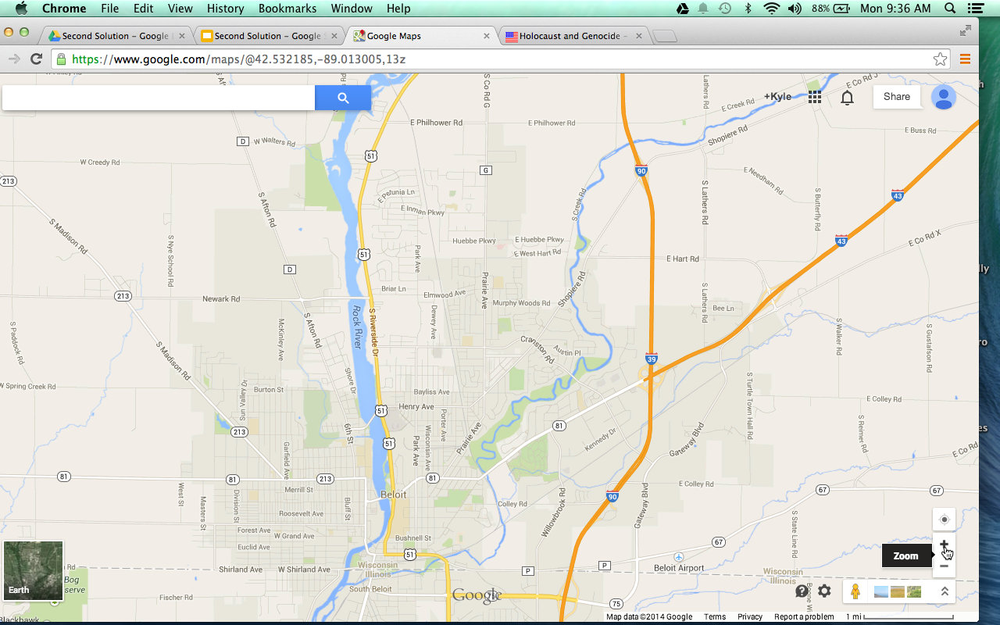 Chrome File Edit View History Bookmarks Window Help 88% Mon 9:36 AM
Second Solution – Google Second Solution – Google S Google Maps Holocaust and Genocide –
https://www.google.com/maps/@42.532185,-89.013005,13z
S Co Rd G
Lathers Rd
E Co Rd J
+Kyle
Share
E Creek Rd
E Philhower Rd
E Philhower Rd
E Buss Rd
Shopiere Rd
D
W Walters Rd
51
W Creedy Rd
G
90
E Needham Rd
213
S Afton Rd
E Petunia Ln
S Creek Rd
S Lathers Rd
S Butterfly Rd
43
E Inman Pkwy
S Madison Rd
Huebbe Pkwy
E Huebbe Pkwy
43
E Co Rd X
S Nye School Rd
51
Park Ave
E West Hart Rd
E Hart Rd
D
Prairie Ave
Shopiere Rd
213
Newark Rd
Briar Ln
Elmwood Ave
Murphy Woods Rd
S Lathers Rd
Bee Ln
S Paddock Rd
McKinley Ave
S Afton Rd
Rock River
S Riverside Dr
Dewey Ave
S Walker Rd
S Gustafson Rd
S Madison Rd
Cranston Rd
Austin Pl
39
W Spring Creek Rd
Burton St
Sun Valley Dr
Shore Dr
Bayliss Ave
S Turtle Town Hall Rd
E Colley Rd
Henry Ave
51
213
6th St
Porter Ave
Wisconsin Ave
Park Ave
Prairie Ave
81
Kennedy Dr
Gateway Blvd
S Reimer Rd
51
Garfield Ave
E Co Rd
81
81
213
81
Merrill St
Beloit
E Colley Rd
67
67
90
West St
Masters St
Division St
Bluff St
Colley Rd
Willowbrook Rd
Gateway Blvd
Roosevelt Ave
Forest Ave
W Grand Ave
Bushnell St
S State Line Rd
67
Euclid Ave
51
Zoom
+
−
Shirland Ave
W Shirland Ave
Wisconsin
Illinois
P
P
Beloit Airport
Wisconsin
Illinois
Rd
Bog
Earth
South Beloit
Fischer Rd
Google
75
Blackhawk
Map data ©2014 Google Terms Privacy Report a problem 1 mi